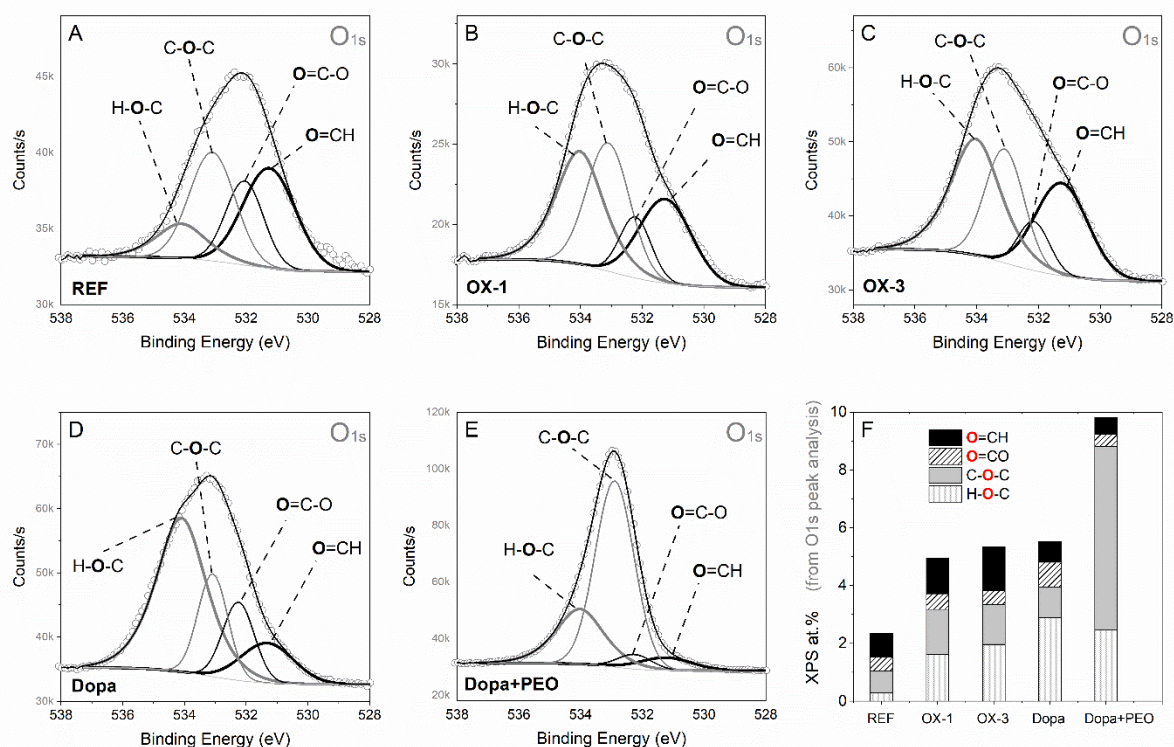 A
O1s
C-O-C
O=C-O
H-O-C
O=CH
45k
40k
35k
30k
Counts/s
REF
538 536 534 532 530 528
Binding Energy (eV)
B
O1s
C-O-C
O=C-O
H-O-C
O=CH
30k
25k
20k
15k
Counts/s
OX-1
538 536 534 532 530 528
Binding Energy (eV)
C
O1s
C-O-C
O=C-O
H-O-C
O=CH
60k
50k
40k
30k
Counts/s
OX-3
538 536 534 532 530 528
Binding Energy (eV)
D
O1s
C-O-C
O=C-O
H-O-C
O=CH
70k
60k
50k
40k
30k
Counts/s
Dopa
538 536 534 532 530 528
Binding Energy (eV)
E
O1s
C-O-C
O=C-O
H-O-C
O=CH
120k
100k
80k
60k
40k
20k
Counts/s
Dopa+PEO
538 536 534 532 530 528
Binding Energy (eV)
F
O=CH
O=CO
C-O-C
H-O-C
10
8
6
4
2
0
XPS at.% (from O1s peak analysis)
REF OX-1 OX-3 Dopa Dopa+PEO